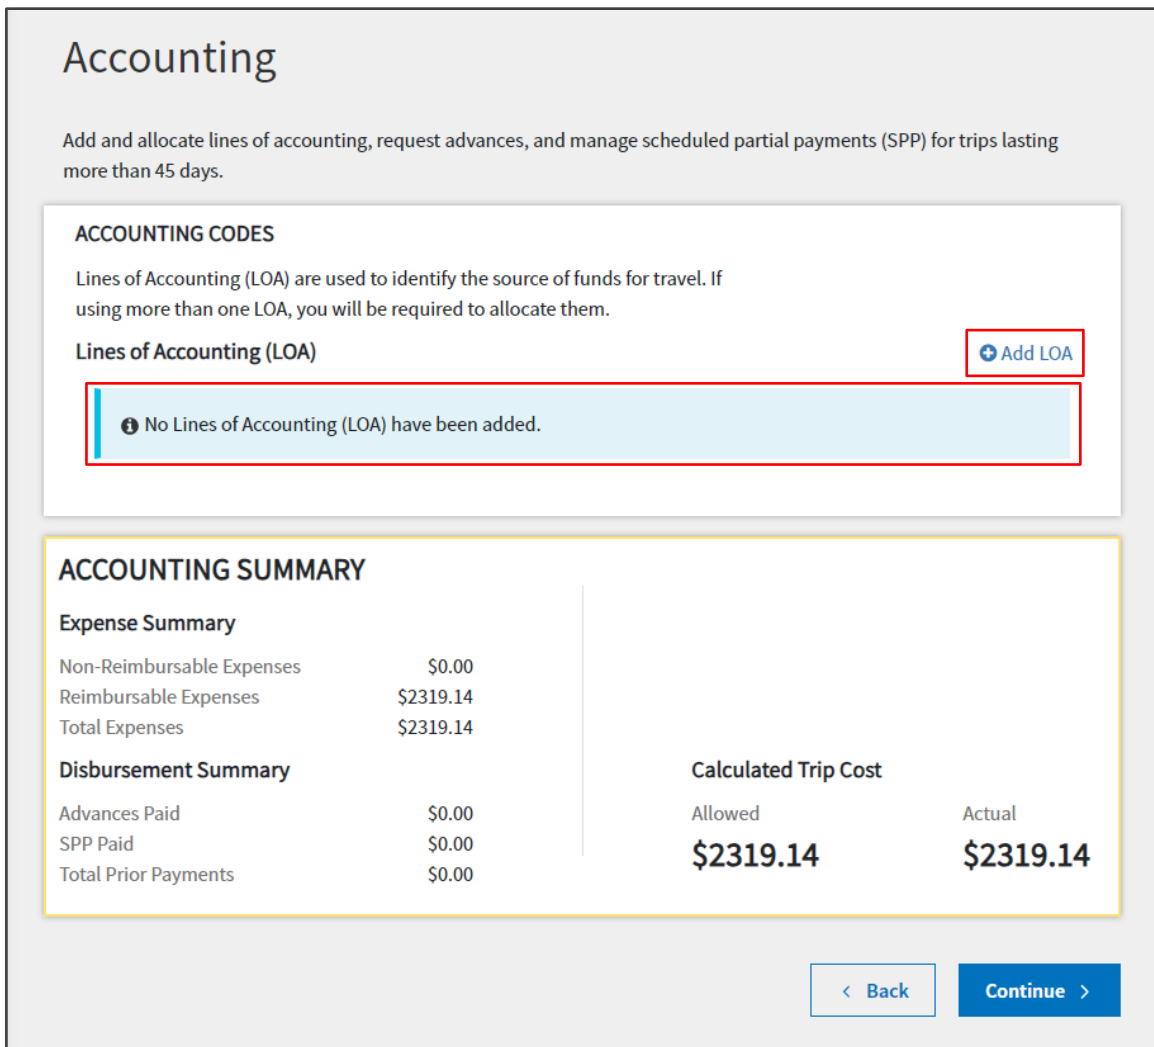 Accounting
Add and allocate lines of accounting, request advances, and manage scheduled partial payments (SPP) for trips lasting
more than 45 days.
ACCOUNTING CODES
Lines of Accounting (LOA) are used to identify the source of funds for travel. If
using more than one LOA, you will be required to allocate them.
Lines of Accounting (LOA)
Add LOA
No Lines of Accounting (LOA) have been added.
ACCOUNTING SUMMARY
Expense Summary
Non-Reimbursable Expenses $0.00
Reimbursable Expenses $2319.14
Total Expenses $2319.14
Disbursement Summary
Advances Paid $0.00
SPP Paid $0.00
Total Prior Payments $0.00
Calculated Trip Cost
Allowed Actual
$2319.14 $2319.14
Back
Continue